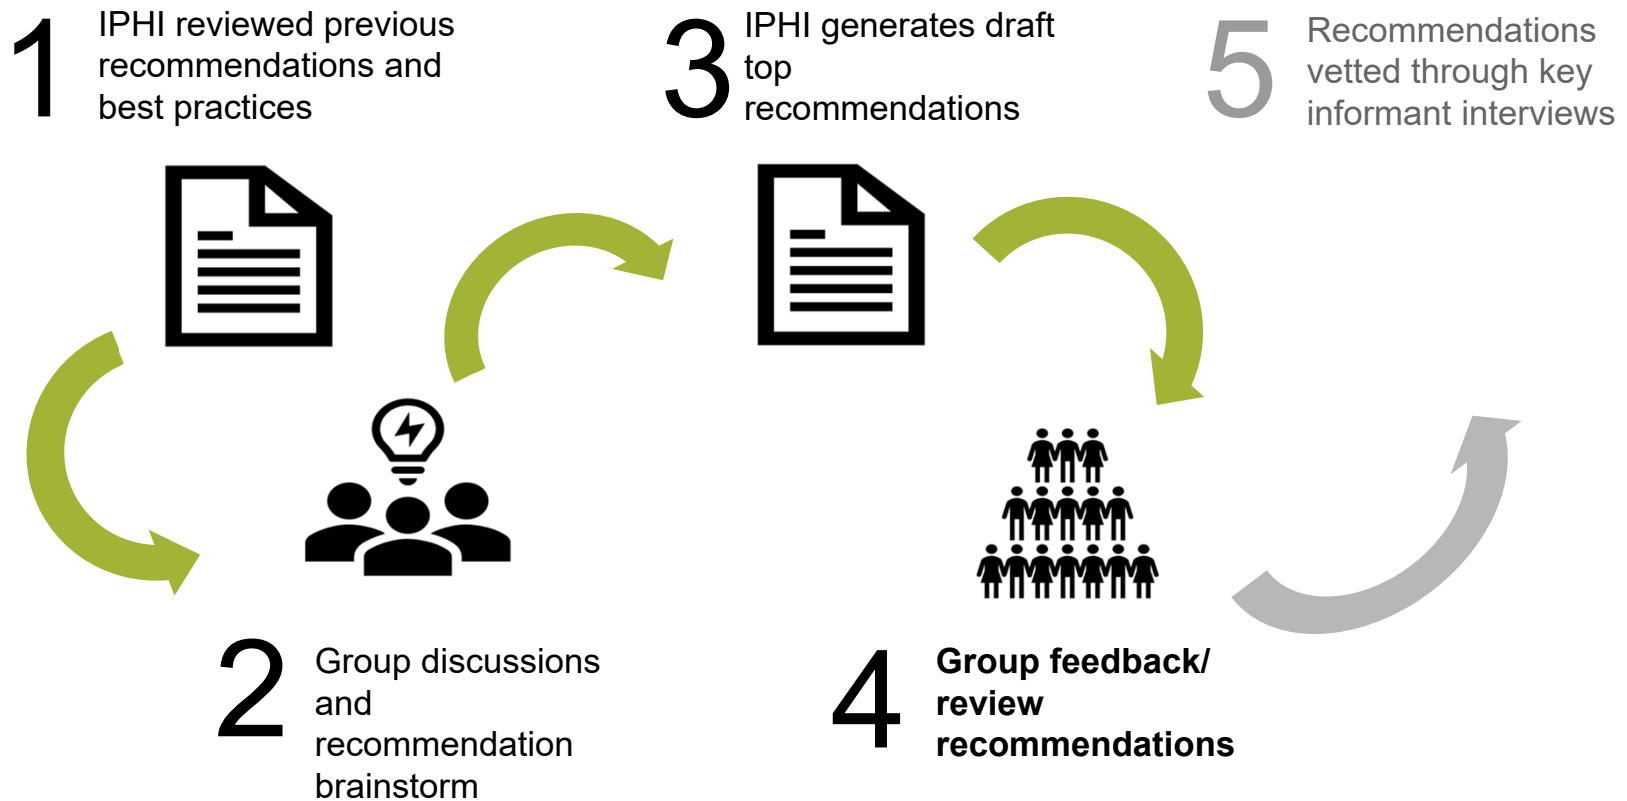 1
IPHI reviewed previous
recommendations and
best practices
2
Group discussions
and
recommendation
brainstorm
3
IPHI generates draft
top
recommendations
4
Group feedback/
review
recommendations
5
Recommendations
vetted through key
informant interviews